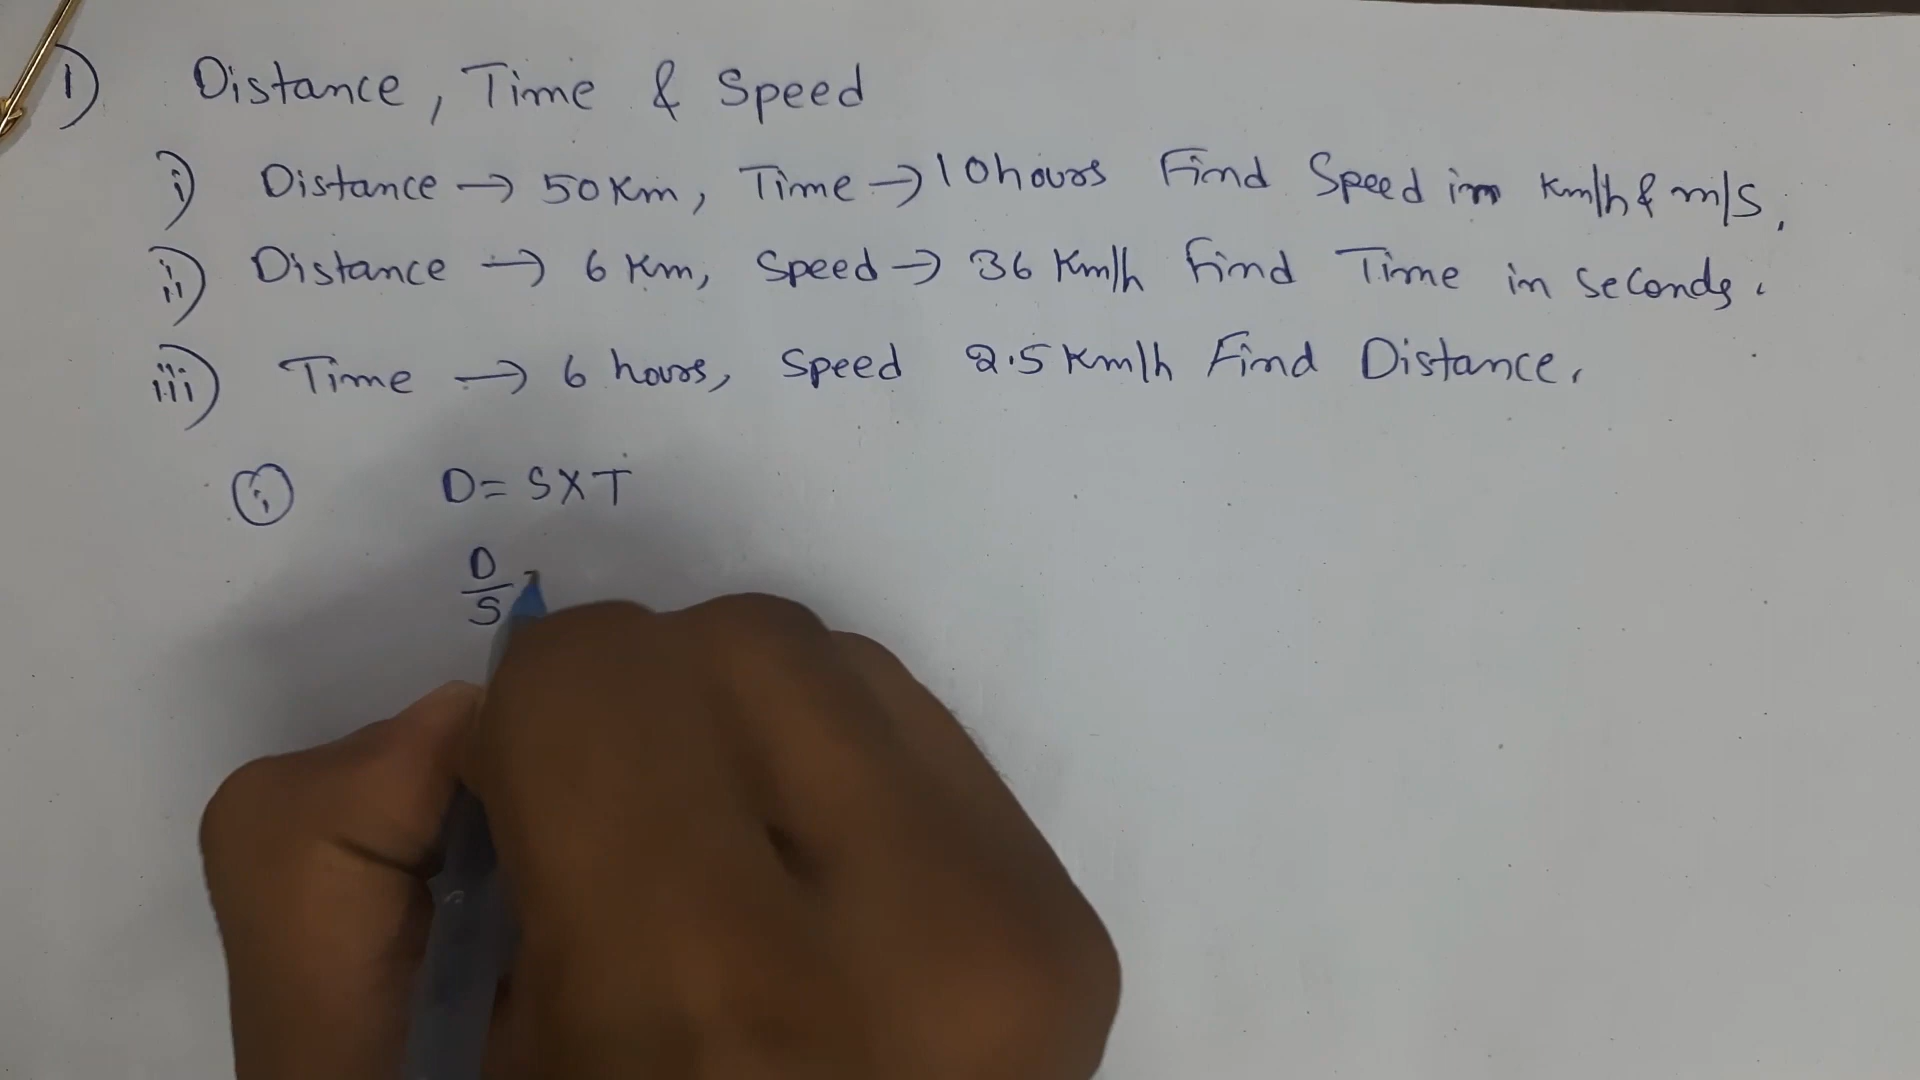 1) Distance, Time & Speed
i) Distance → 50 Km, Time → 10 hours Find Speed in Km/h & m/s.
ii) Distance → 6 Km, Speed → 36 Km/h Find Time in Seconds.
iii) Time → 6 hours, Speed 2.5 Km/h Find Distance.
i D = S X T
D/S =